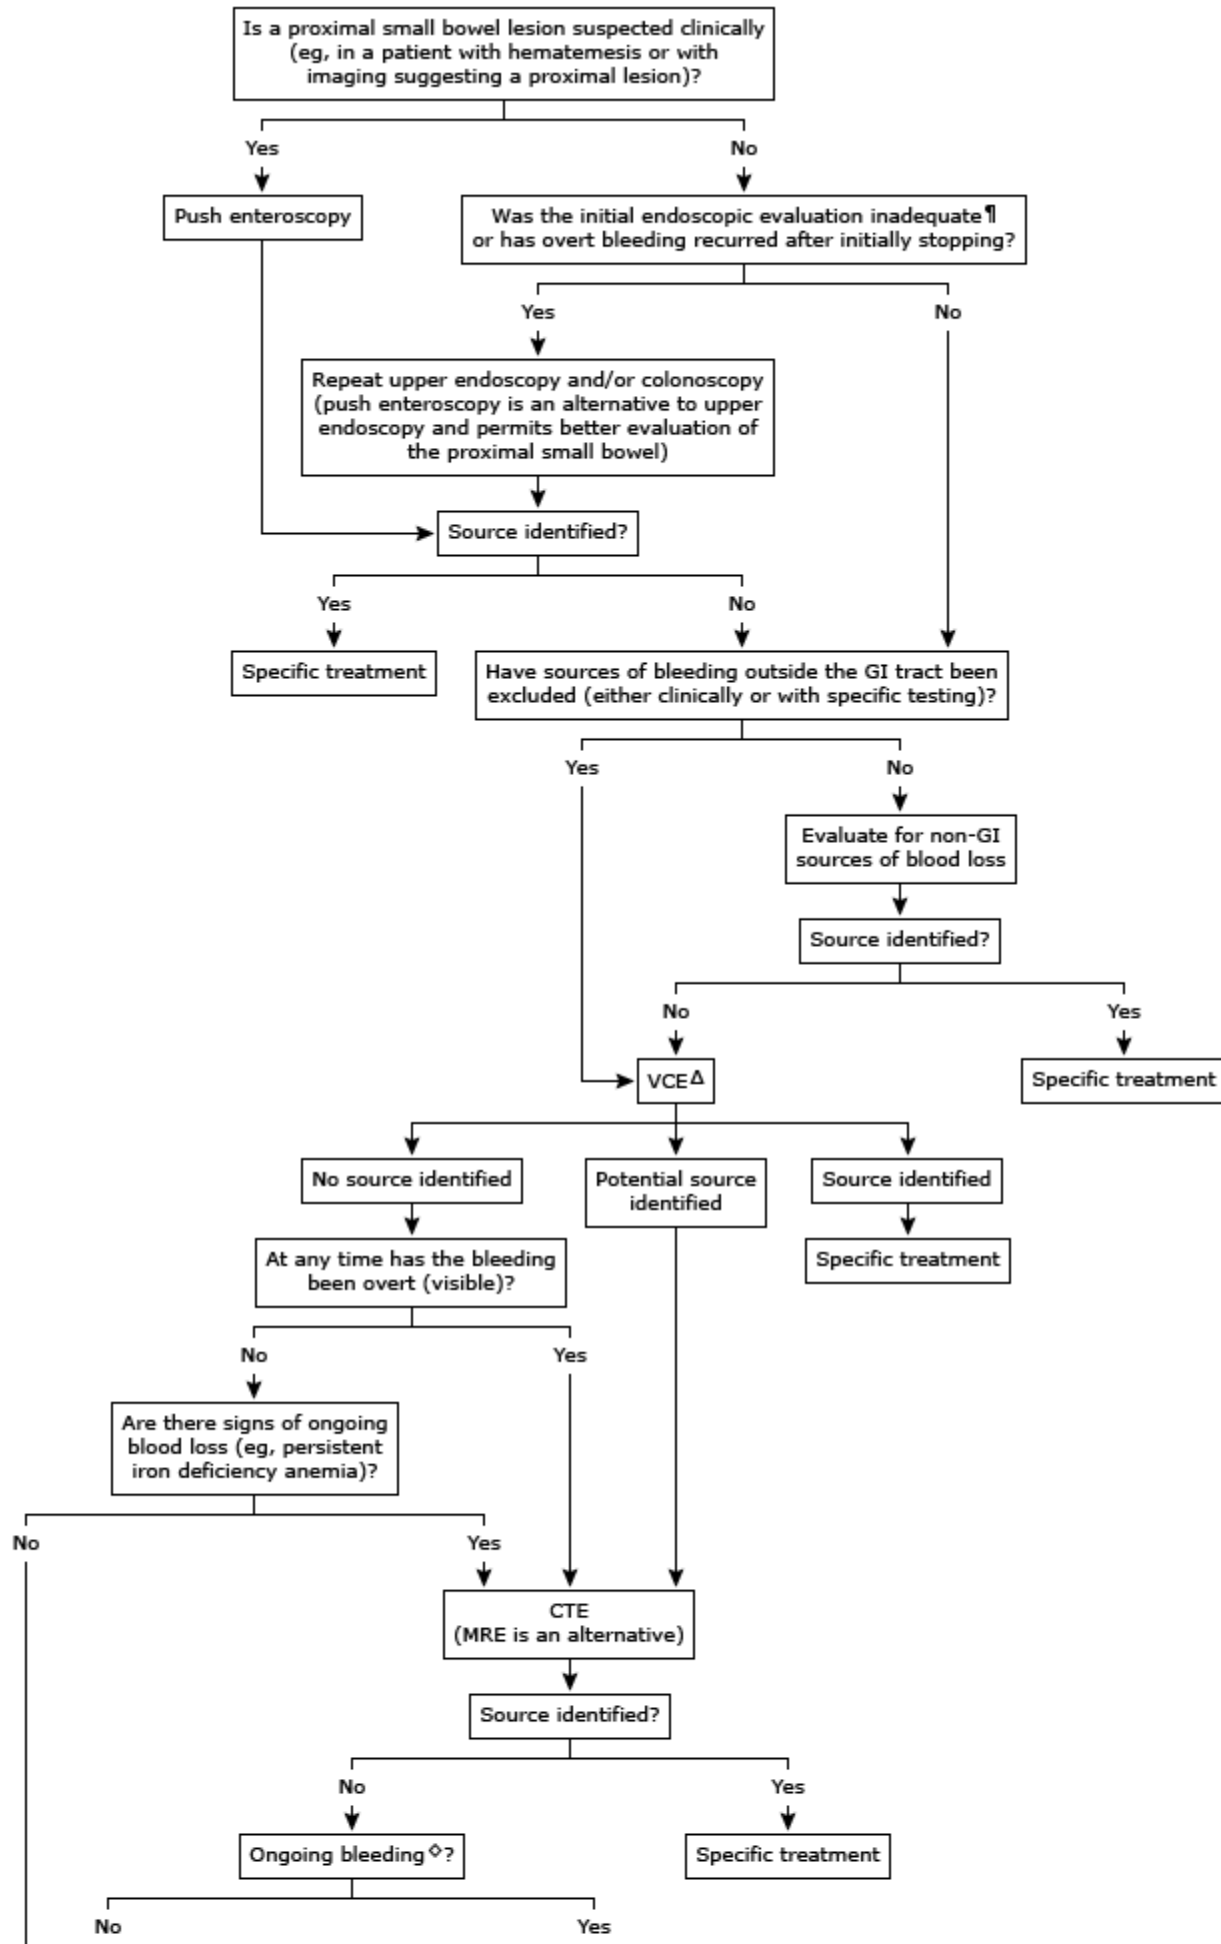 Is a proximal small bowel lesion suspected clinically
(eg, in a patient with hematemesis or with
imaging suggesting a proximal lesion)?
Yes
No
Push enteroscopy
Was the initial endoscopic evaluation inadequate¶
or has overt bleeding recurred after initially stopping?
Yes
No
Repeat upper endoscopy and/or colonoscopy
(push enteroscopy is an alternative to upper
endoscopy and permits better evaluation of
the proximal small bowel)
Source identified?
Yes
No
Specific treatment
Have sources of bleeding outside the GI tract been
excluded (either clinically or with specific testing)?
Yes
No
Evaluate for non-GI
sources of blood loss
Source identified?
No
Yes
VCEΔ
Specific treatment
No source identified
Potential source
identified
Source identified
Specific treatment
At any time has the bleeding
been overt (visible)?
No
Yes
Are there signs of ongoing
blood loss (eg, persistent
iron deficiency anemia)?
No
Yes
CTE
(MRE is an alternative)
Source identified?
No
Yes
Ongoing bleeding◇?
Specific treatment
No
Yes